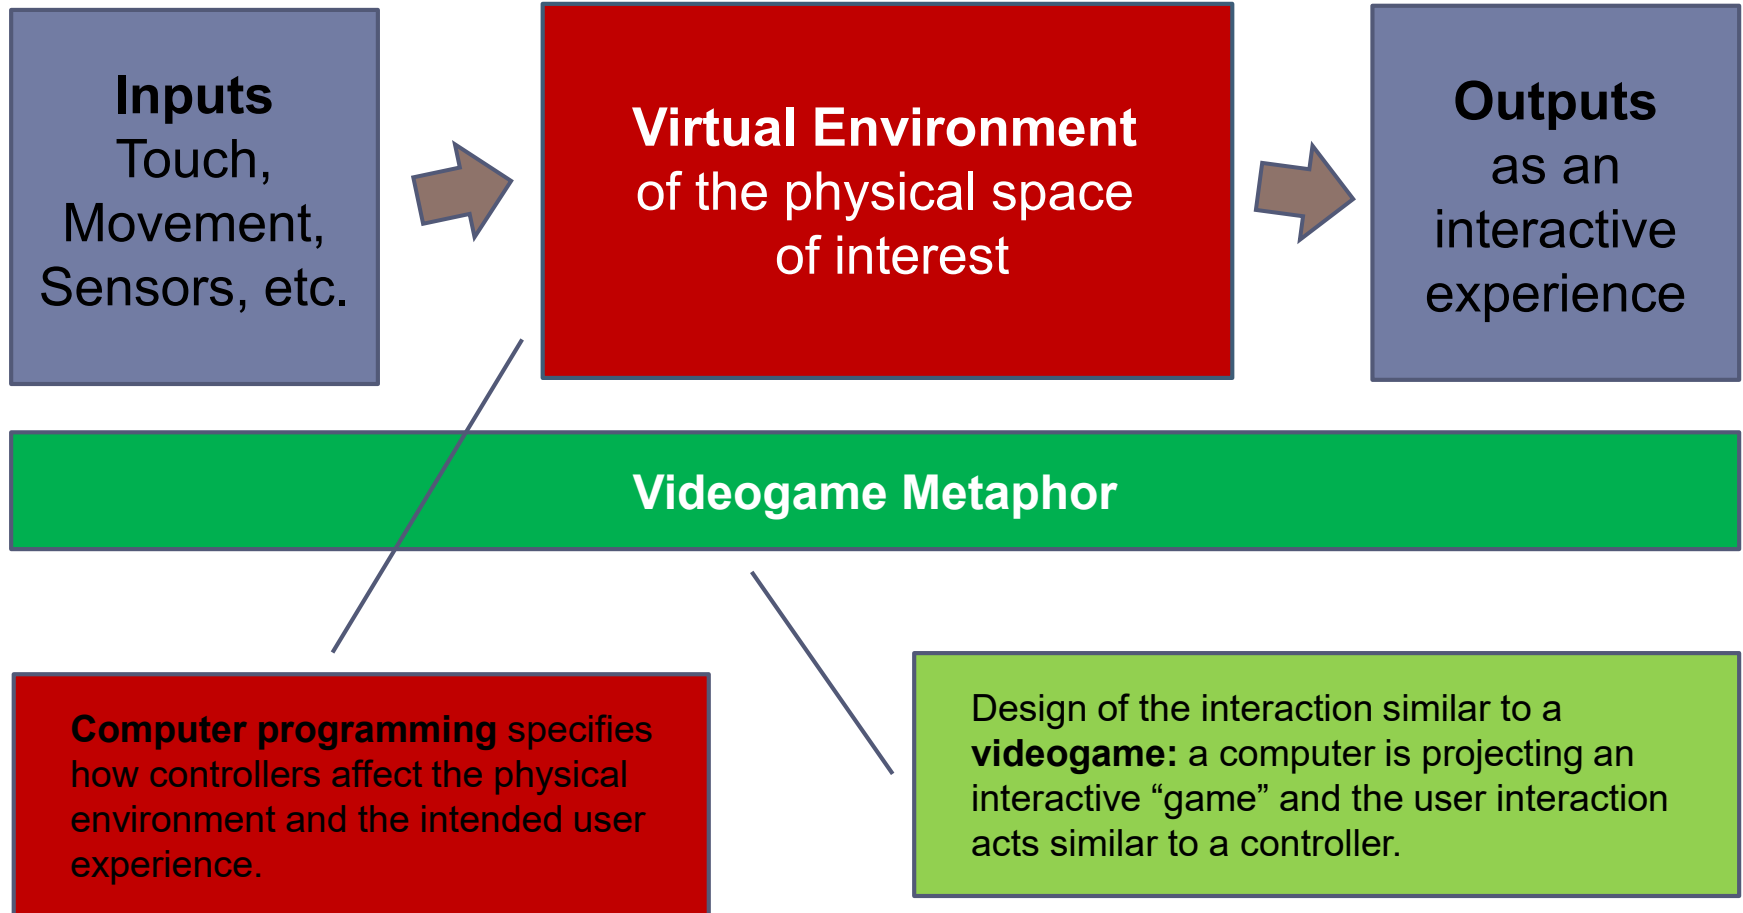 Inputs
Touch,
Movement,
Sensors, etc.
Virtual Environment
of the physical space
of interest
Outputs
as an
interactive
experience
Videogame Metaphor
Computer programming specifies
how controllers affect the physical
environment and the intended user
experience.
Design of the interaction similar to a
videogame: a computer is projecting an
interactive “game” and the user interaction
acts similar to a controller.